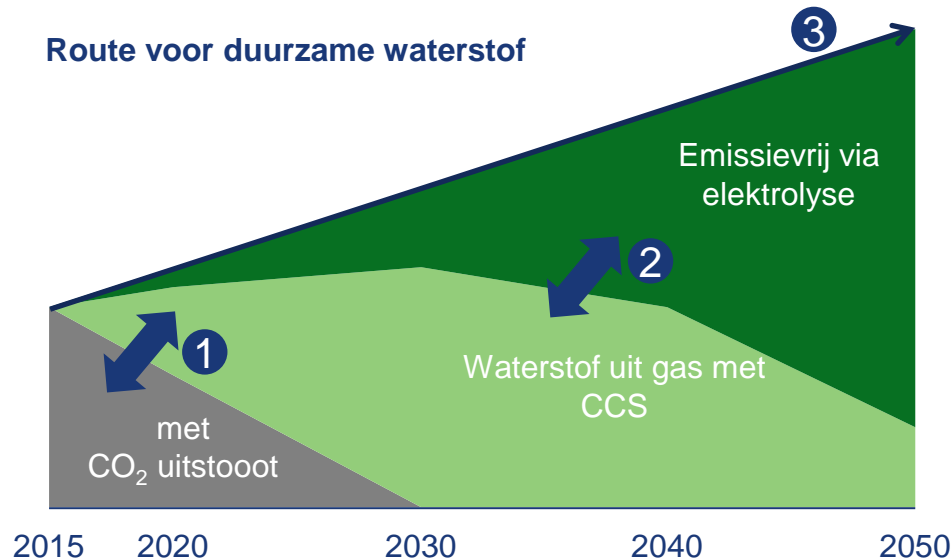 Route voor duurzame waterstof
3
Emissievrij via
elektrolyse
2
1
Waterstof uit gas met
CCS
met
CO₂ uitstooot
2015 2020 2030 2040 2050